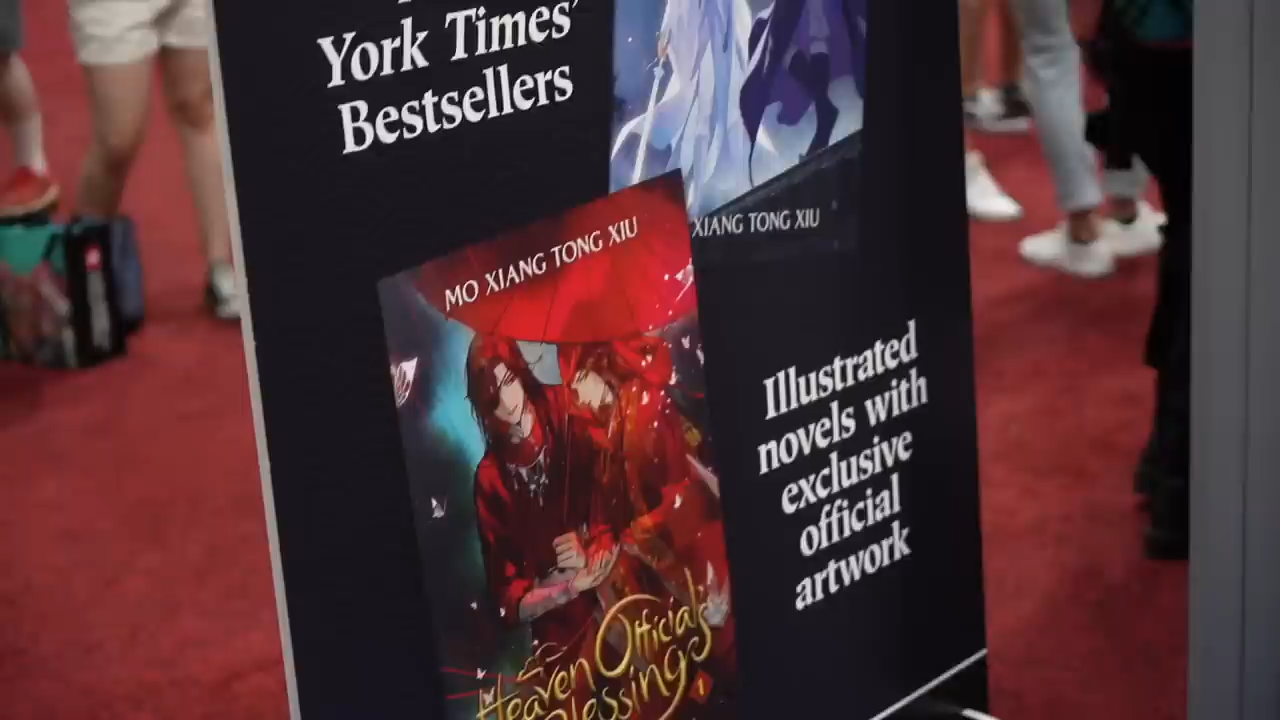 York Times'
Bestsellers
XIANG TONG XIU
MO XIANG TONG XIU
Illustrated
novels with
exclusive
official
artwork
Heaven Official's
Blessing
1